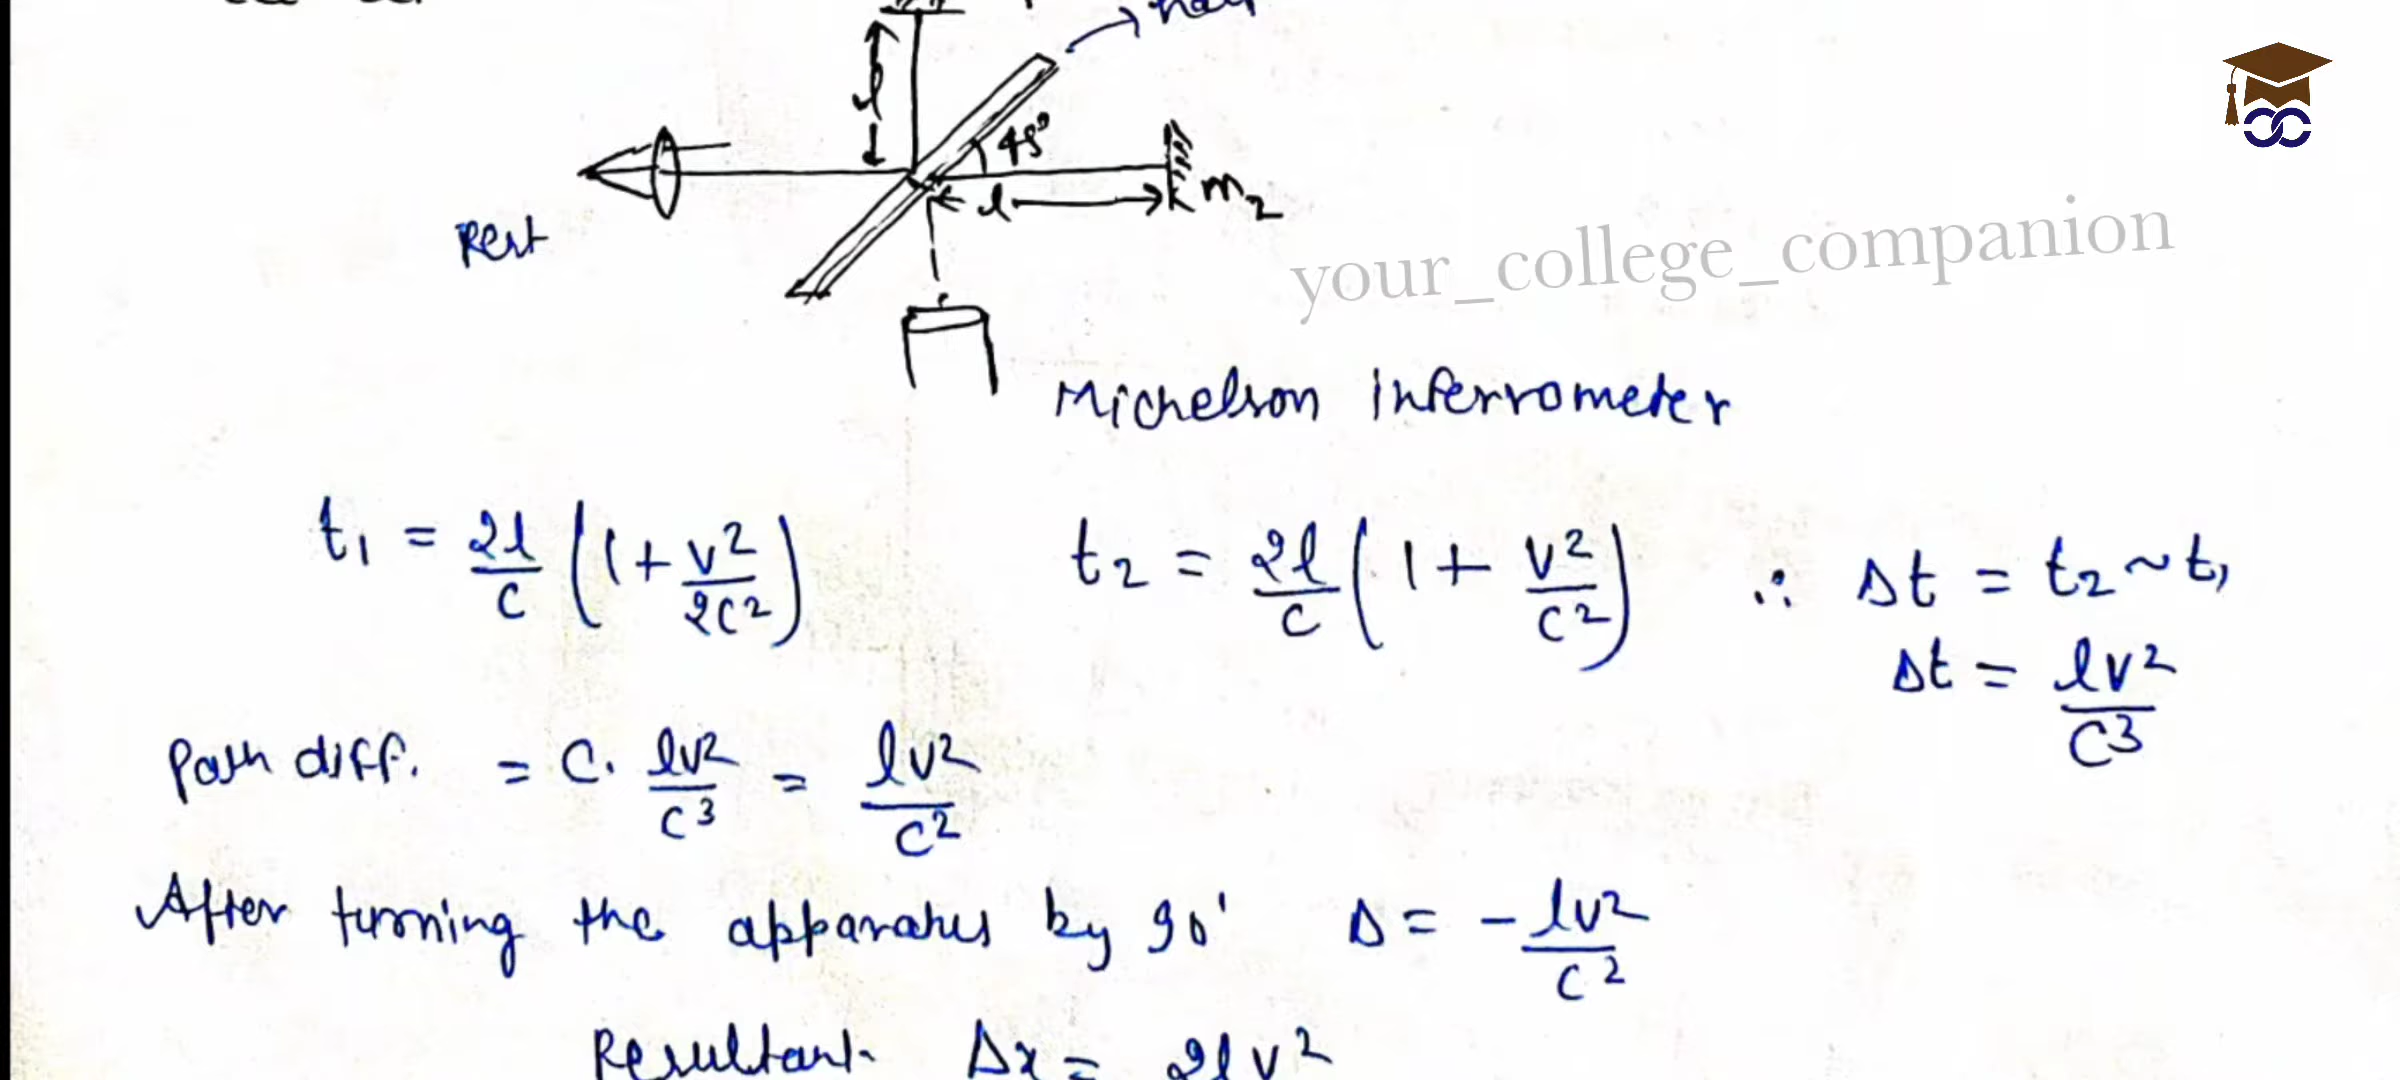 l
45°
l
m2
Rest
your_college_companion
Michelson inferrometer
t₁ = 2l/c (1 + v²/2c²)   t₂ = 2l/c (1 + v²/c²)   ∴ Δt = t₂ ~ t₁
Δt = lv²/c³
Path diff. = C. lv²/c³ = lv²/c²
After turning the apparatus by 90° Δ = - lv²/c²
Resultant Δx = 2lv²